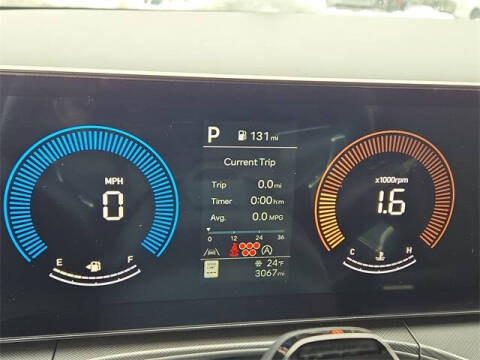 P 131 mi
Current Trip
Trip 0.0 mi
Timer 0:00 h:m
Avg. 0.0 MPG
0 12 24 36
24°F
3067 mi
MPH
0
E F
x1000rpm
1.6
C H